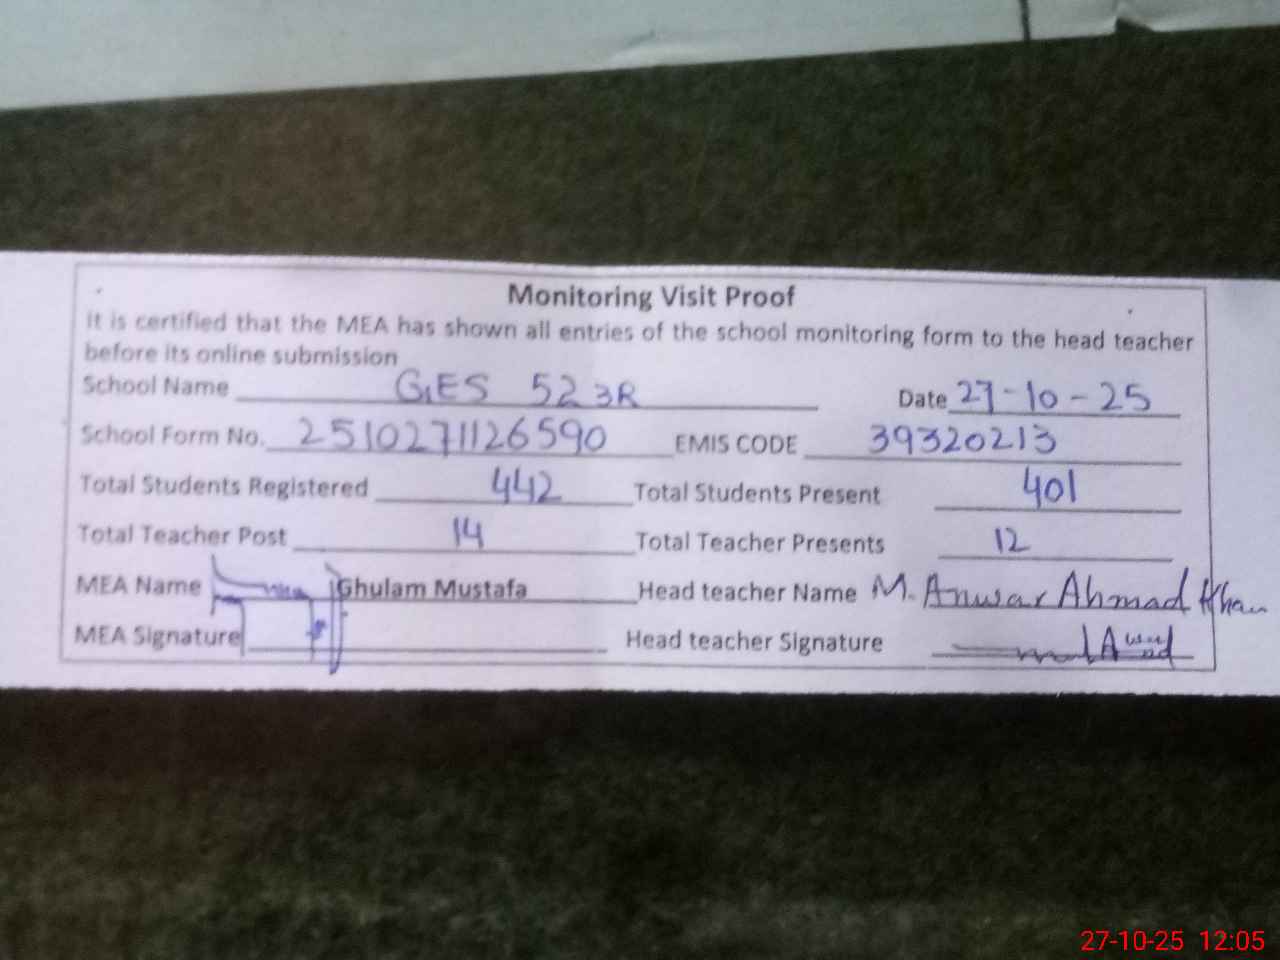 Monitoring Visit Proof
It is certified that the MEA has shown all entries of the school monitoring form to the head teacher
before its online submission
School Name GES 52 3R Date 27-10-25
School Form No. 2510271126590 EMIS CODE 39320213
Total Students Registered 442 Total Students Present 401
Total Teacher Post 14 Total Teacher Presents 12
MEA Name Ghulam Mustafa Head teacher Name M. Anwar Ahmad Khan
MEA Signature Head teacher Signature
27-10-25 12:05